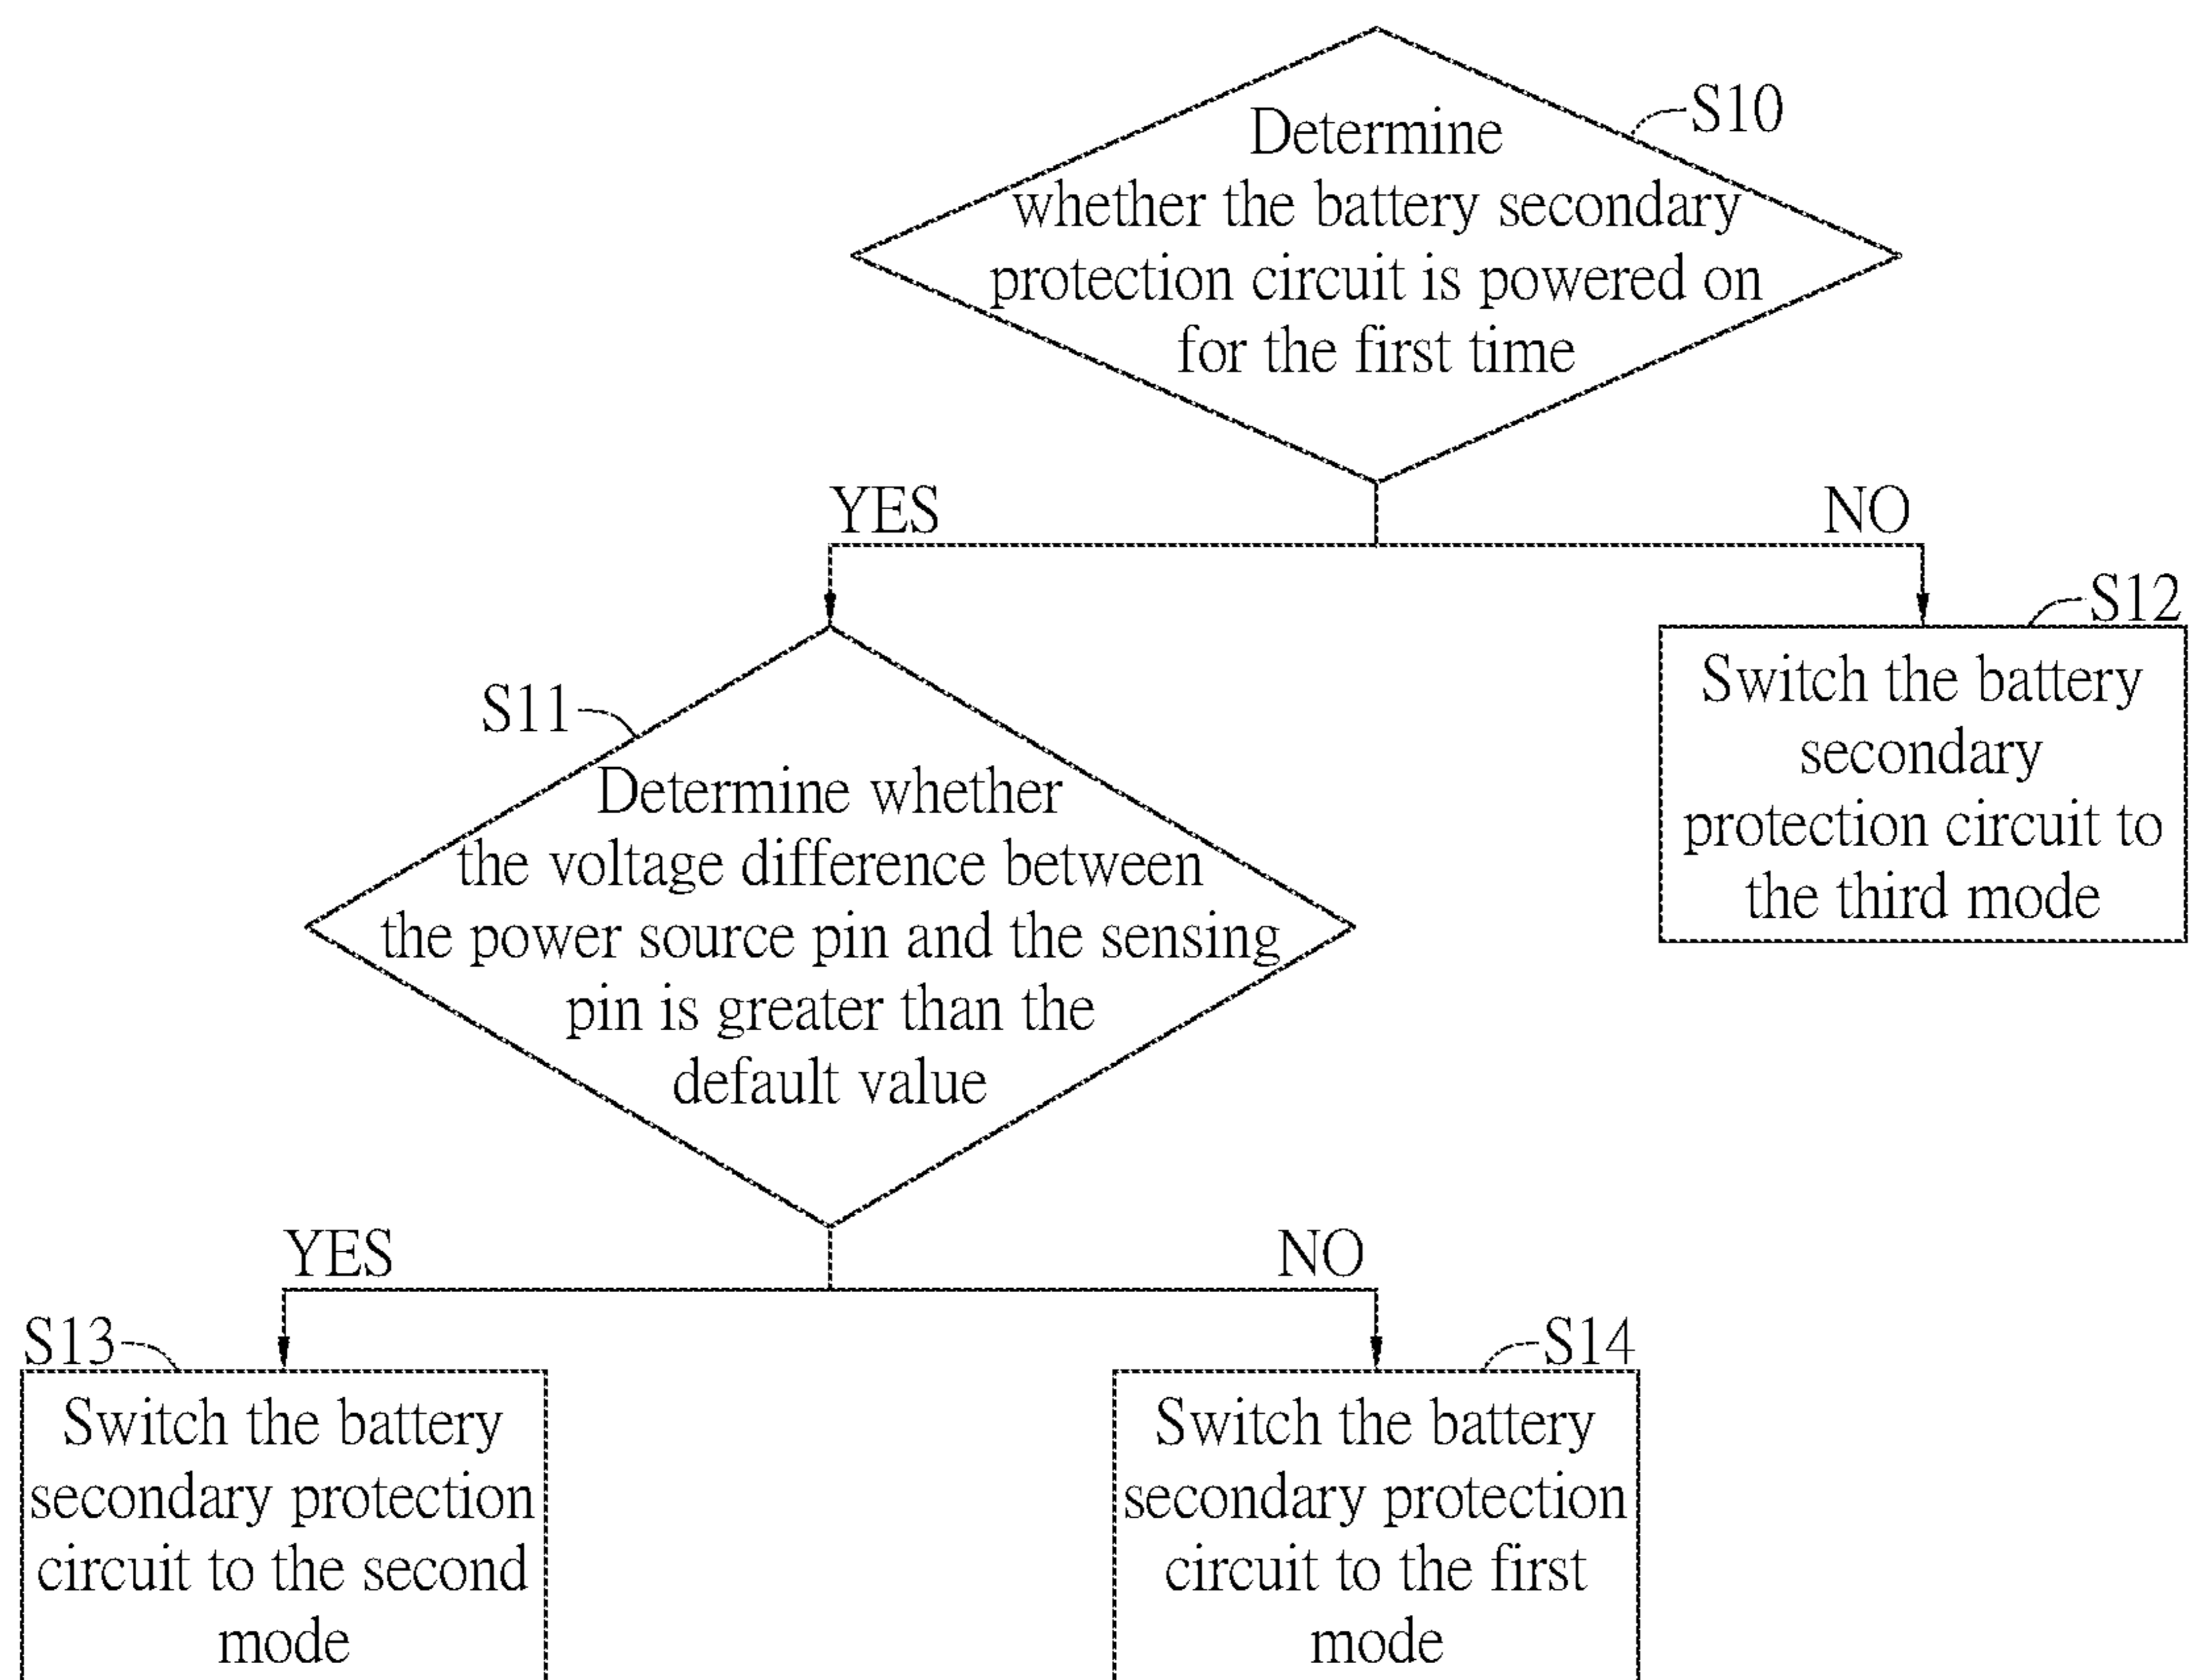 S10
Determine
whether the battery secondary
protection circuit is powered on
for the first time
YES
NO
S12
Switch the battery
secondary
protection circuit to
the third mode
S11
Determine whether
the voltage difference between
the power source pin and the sensing
pin is greater than the
default value
YES
NO
S13
Switch the battery
secondary protection
circuit to the second
mode
S14
Switch the battery
secondary protection
circuit to the first
mode